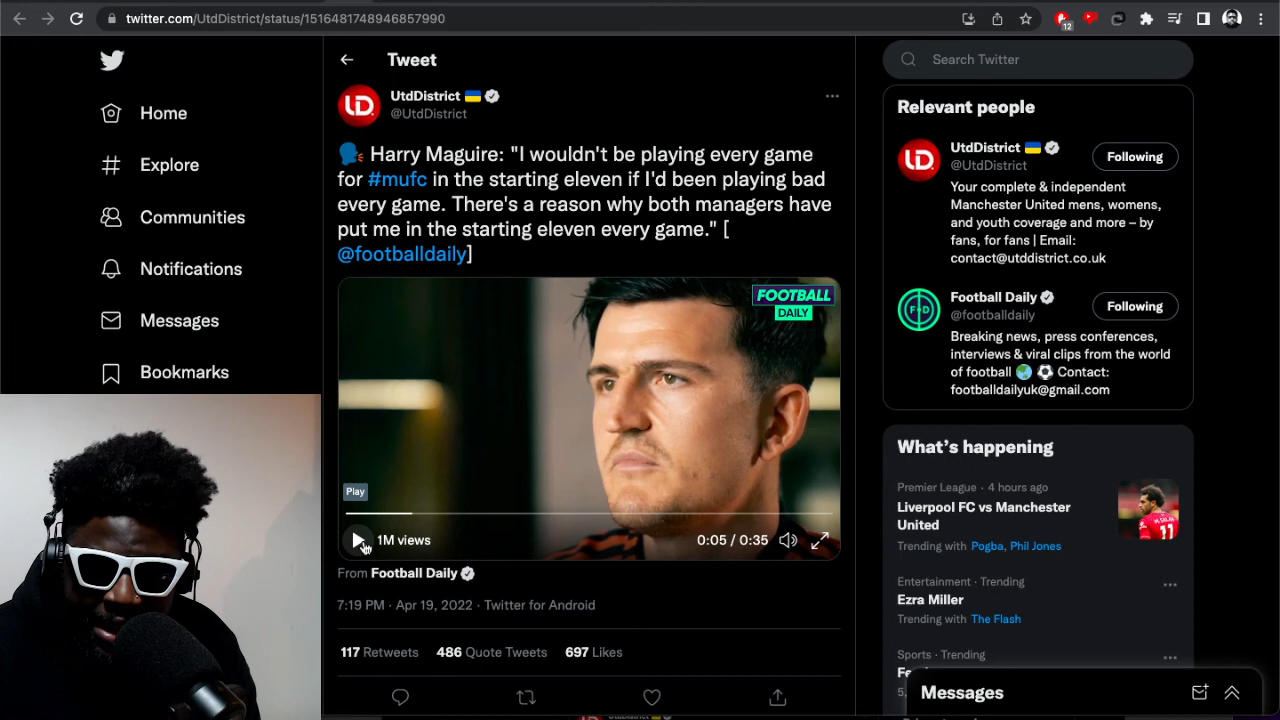 twitter.com/UtdDistrict/status/1516481748946857990
12
Home
Explore
Communities
Notifications
Messages
Bookmarks
Tweet
UD
UtdDistrict
@UtdDistrict
Harry Maguire: "I wouldn't be playing every game
for #mufc in the starting eleven if I'd been playing bad
every game. There's a reason why both managers have
put me in the starting eleven every game." [
@footballdaily]
FOOTBALL
DAILY
Play
1M views
0:05 / 0:35
From Football Daily
7:19 PM · Apr 19, 2022 · Twitter for Android
117 Retweets 486 Quote Tweets 697 Likes
Search Twitter
Relevant people
UD
UtdDistrict
@UtdDistrict
Following
Your complete & independent
Manchester United mens, womens,
and youth coverage and more – by
fans, for fans | Email:
contact@utddistrict.co.uk
FD
Football Daily
@footballdaily
Following
Breaking news, press conferences,
interviews & viral clips from the world
of football Contact:
footballdailyuk@gmail.com
What's happening
Premier League · 4 hours ago
Liverpool FC vs Manchester
United
Trending with Pogba, Phil Jones
M. SALAH
11
Entertainment · Trending
Ezra Miller
Trending with The Flash
Sports · Trending
Messages